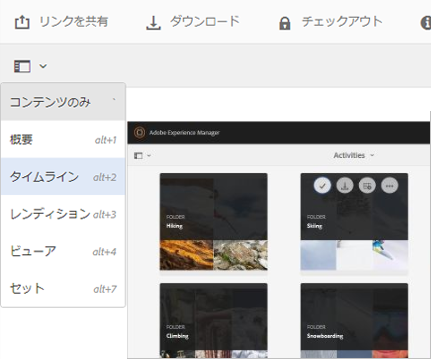 リンクを共有 ダウンロード チェックアウト
コンテンツのみ `
概要 alt+1
タイムライン alt+2
レンディション alt+3
ビューア alt+4
セット alt+7
Adobe Experience Manager
Activities
FOLDER
Hiking
FOLDER
Skiing
FOLDER
Climbing
FOLDER
Snowboarding